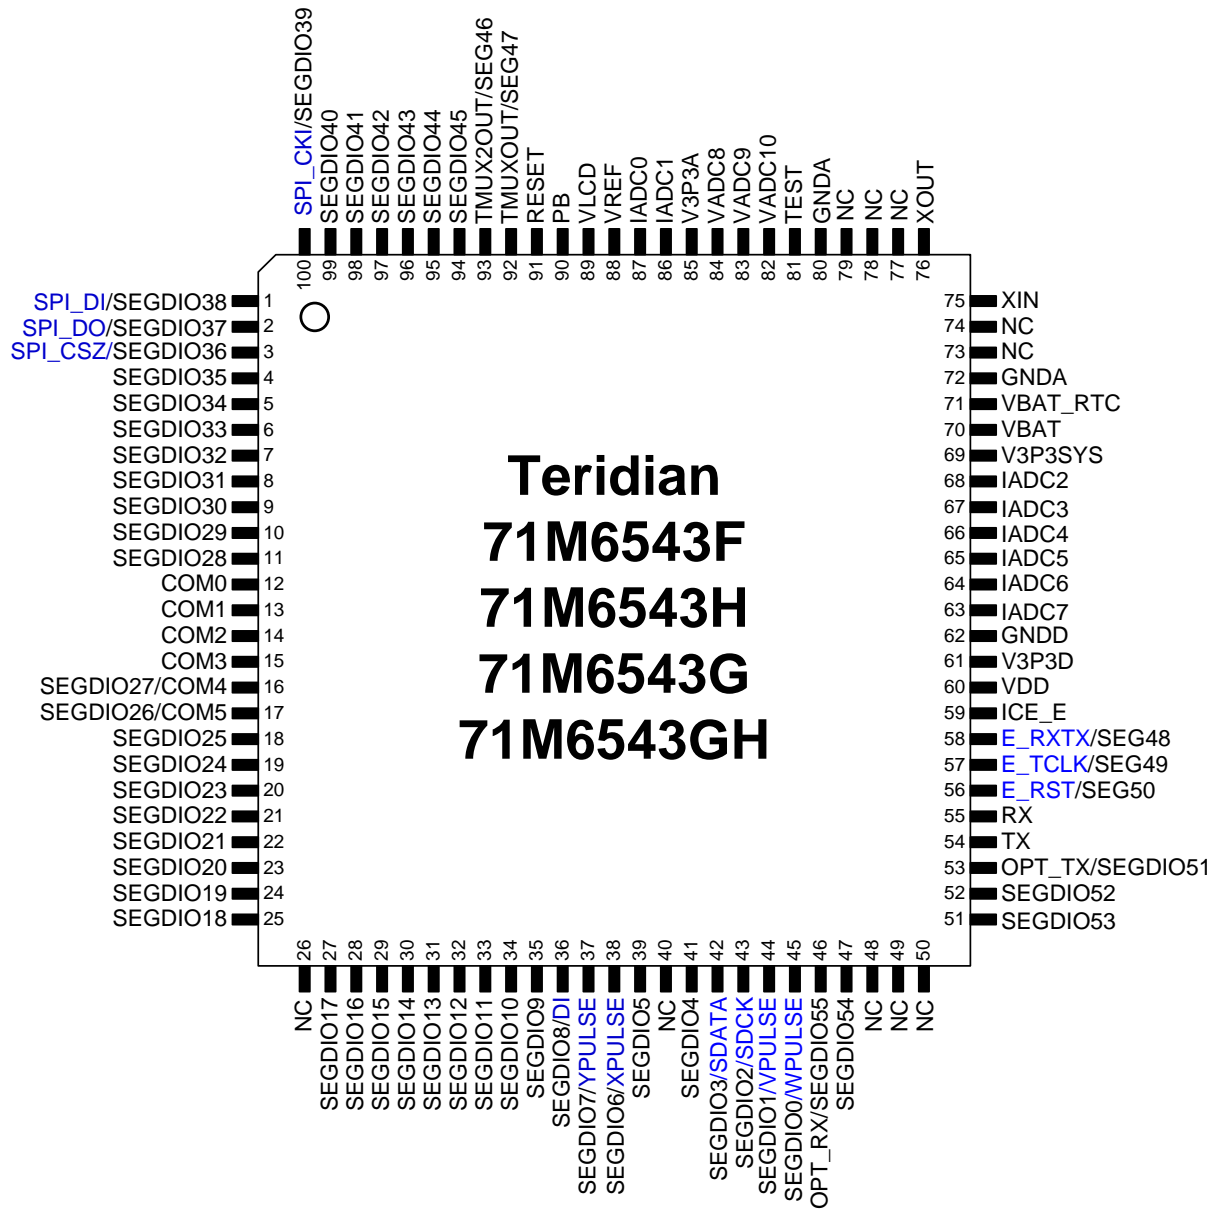 SPI_CKI/SEGDIO39
SEGDIO40
SEGDIO41
SEGDIO42
SEGDIO43
SEGDIO44
SEGDIO45
TMUX2OUT/SEG46
TMUXOUT/SEG47
RESET
PB
VLCD
VREF
IADC0
IADC1
V3P3A
VADC8
VADC9
VADC10
TEST
GNDA
NC
NC
NC
XOUT
100
99
98
97
96
95
94
93
92
91
90
89
88
87
86
85
84
83
82
81
80
79
78
77
76
SPI_DI/SEGDIO38 1
SPI_DO/SEGDIO37 2
SPI_CSZ/SEGDIO36 3
SEGDIO35 4
SEGDIO34 5
SEGDIO33 6
SEGDIO32 7
SEGDIO31 8
SEGDIO30 9
SEGDIO29 10
SEGDIO28 11
COM0 12
COM1 13
COM2 14
COM3 15
SEGDIO27/COM4 16
SEGDIO26/COM5 17
SEGDIO25 18
SEGDIO24 19
SEGDIO23 20
SEGDIO22 21
SEGDIO21 22
SEGDIO20 23
SEGDIO19 24
SEGDIO18 25
Teridian
71M6543F
71M6543H
71M6543G
71M6543GH
75 XIN
74 NC
73 NC
72 GNDA
71 VBAT_RTC
70 VBAT
69 V3P3SYS
68 IADC2
67 IADC3
66 IADC4
65 IADC5
64 IADC6
63 IADC7
62 GNDD
61 V3P3D
60 VDD
59 ICE_E
58 E_RXTX/SEG48
57 E_TCLK/SEG49
56 E_RST/SEG50
55 RX
54 TX
53 OPT_TX/SEGDIO51
52 SEGDIO52
51 SEGDIO53
26
27
28
29
30
31
32
33
34
35
36
37
38
39
40
41
42
43
44
45
46
47
48
49
50
NC
SEGDIO17
SEGDIO16
SEGDIO15
SEGDIO14
SEGDIO13
SEGDIO12
SEGDIO11
SEGDIO10
SEGDIO9
SEGDIO8/DI
SEGDIO7/YPULSE
SEGDIO6/XPULSE
SEGDIO5
NC
SEGDIO4
SEGDIO3/SDATA
SEGDIO2/SDCK
SEGDIO1/VPULSE
SEGDIO0/WPULSE
OPT_RX/SEGDIO55
SEGDIO54
NC
NC
NC